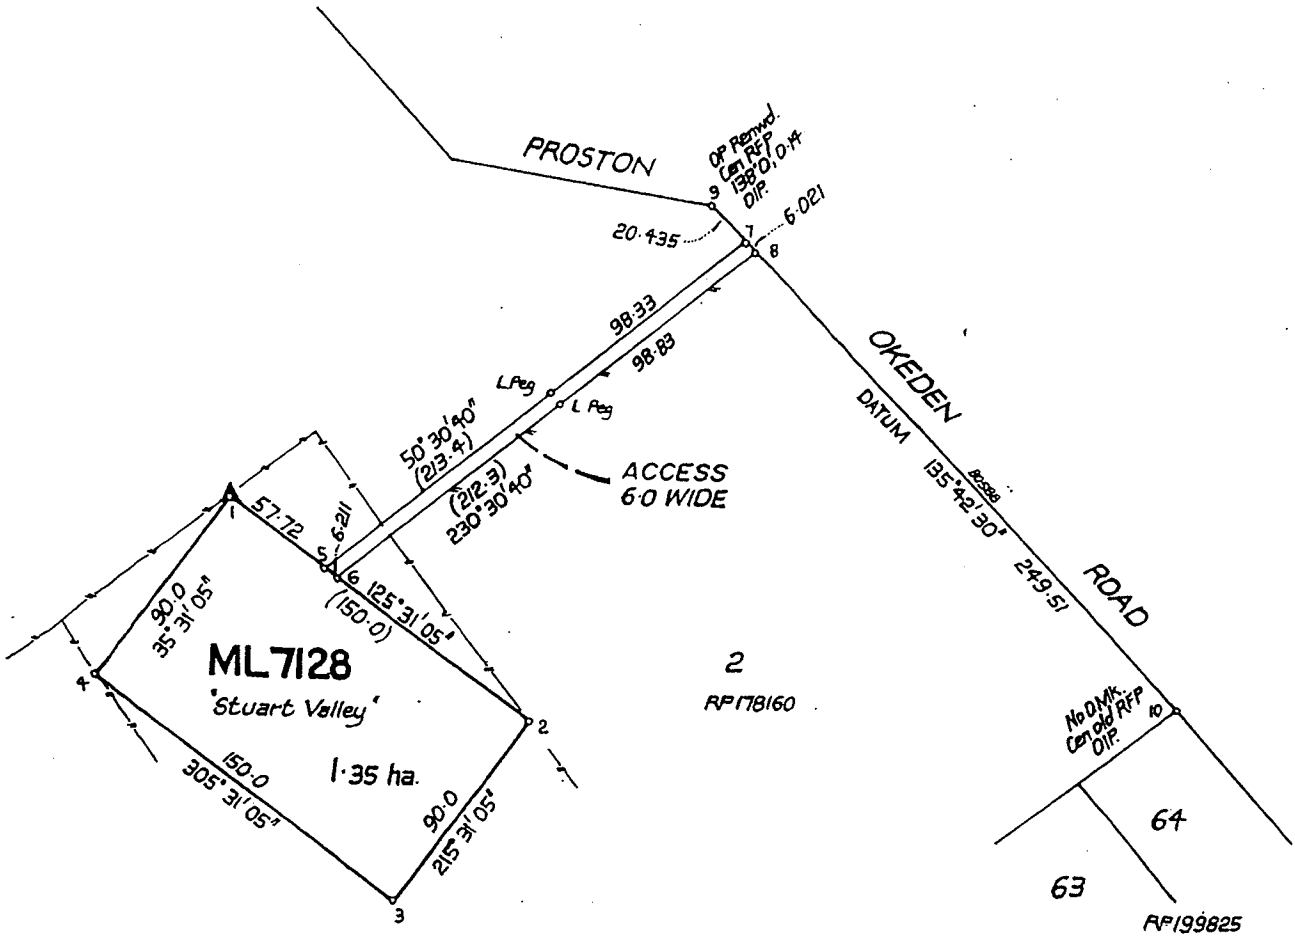 PROSTON
OP Remvd.
Cen RFP
138°0', 0.14
OIP.
9
20.435
7
6.021
8
98.33
98.83
L Peg
L Peg
OKEDEN
DATUM
135°42'30"
80588
249.51
ROAD
50°30'40"
(213.4)
(212.3)
230°30'40"
ACCESS
6.0 WIDE
1
57.72
6.211
5
6
125°31'05"
(150.0)
90.0
35°31'05"
ML7128
"Stuart Valley"
1.35 ha.
4
2
150.0
305°31'05"
90.0
215°31'05"
3
2
RP178160
No O.Mk.
Cen old RFP
OIP.
10
64
63
RP199825